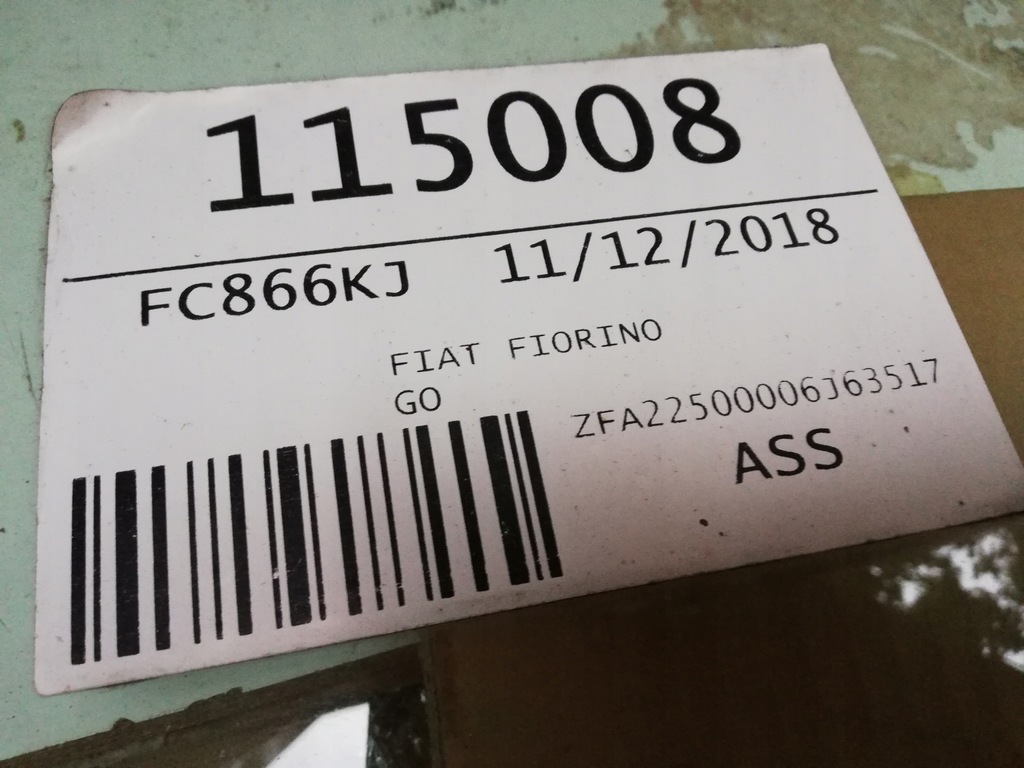 115008
FC866KJ 11/12/2018
FIAT FIORINO
GO
ZFA22500006J63517
ASS